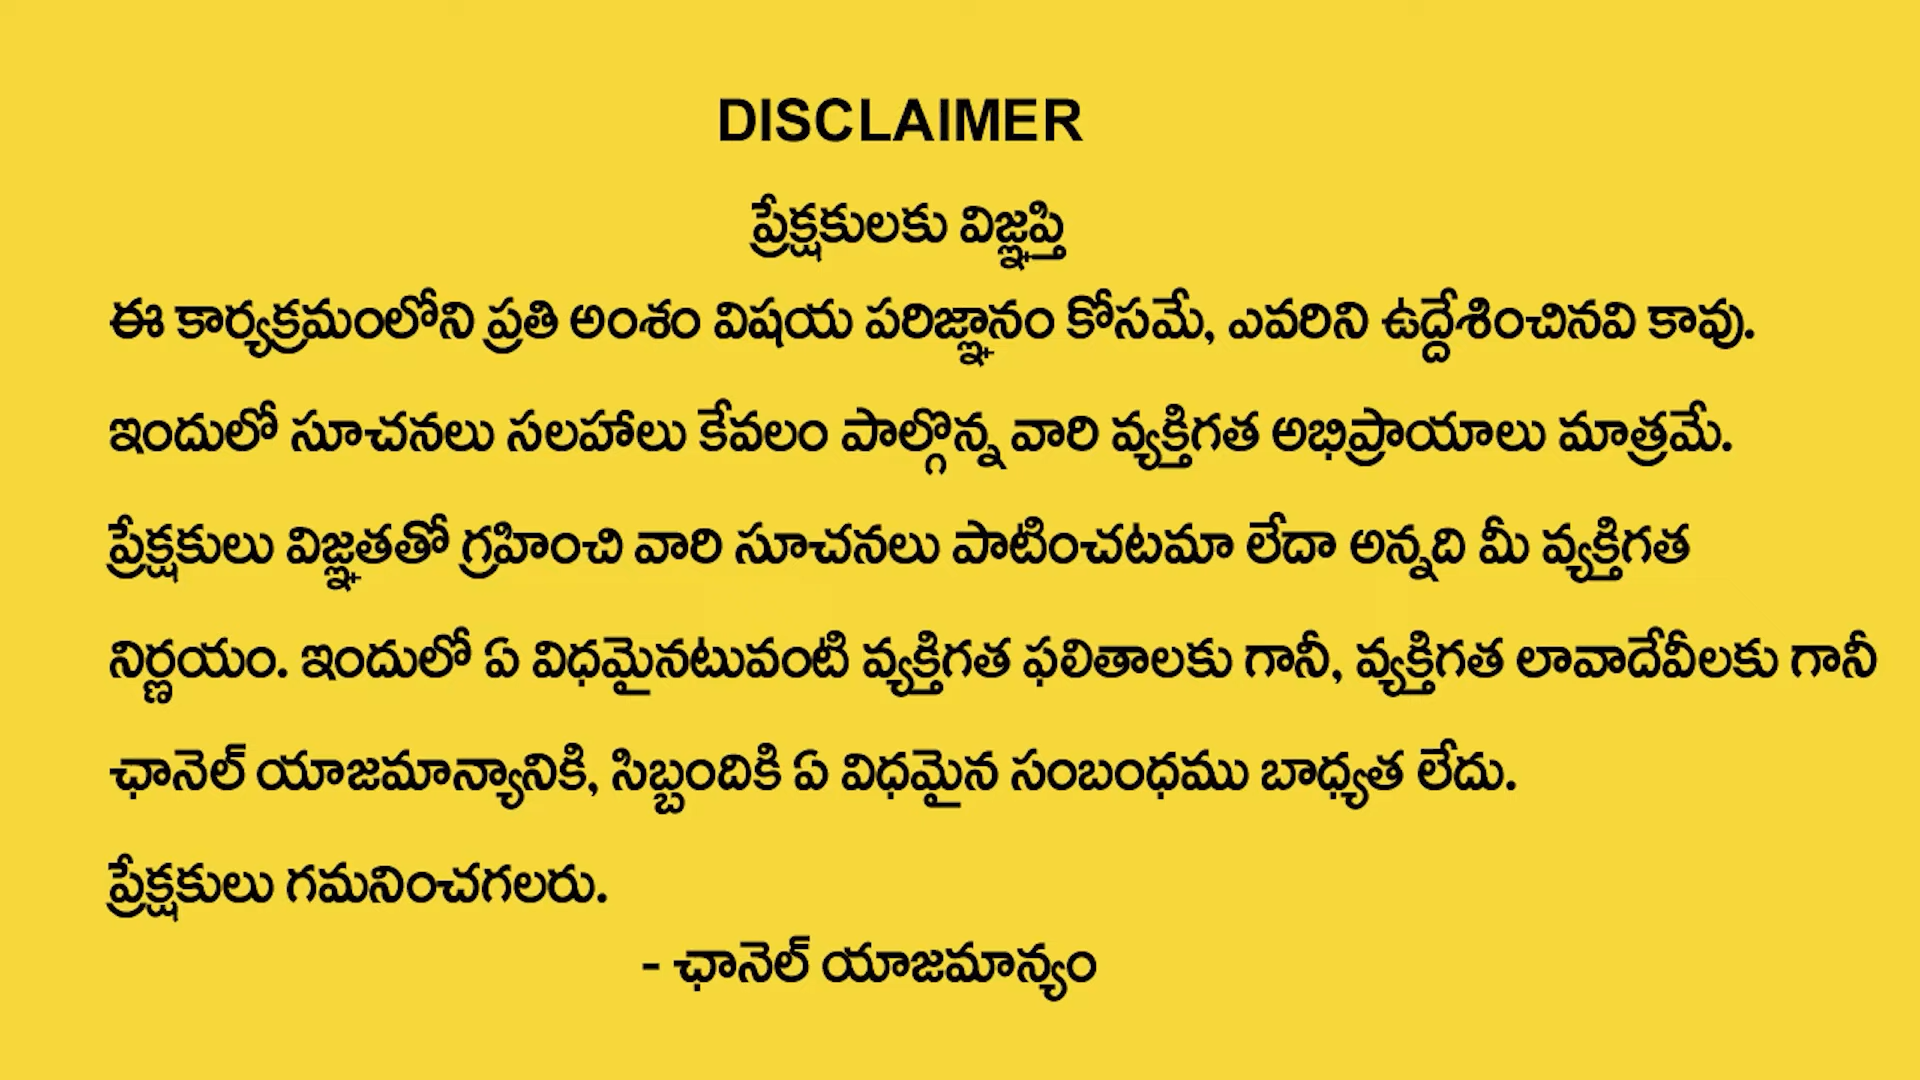 DISCLAIMER
ప్రేక్షకులకు విజ్ఞప్తి
ఈ కార్యక్రమంలోని ప్రతి అంశం విషయ పరిజ్ఞానం కోసమే, ఎవరిని ఉద్దేశించినవి కావు.
ఇందులో సూచనలు సలహాలు కేవలం పాల్గొన్న వారి వ్యక్తిగత అభిప్రాయాలు మాత్రమే.
ప్రేక్షకులు విజ్ఞతతో గ్రహించి వారి సూచనలు పాటించటమా లేదా అన్నది మీ వ్యక్తిగత
నిర్ణయం. ఇందులో ఏ విధమైనటువంటి వ్యక్తిగత ఫలితాలకు గానీ, వ్యక్తిగత లావాదేవీలకు గానీ
ఛానెల్ యాజమాన్యానికి, సిబ్బందికి ఏ విధమైన సంబంధము బాధ్యత లేదు.
ప్రేక్షకులు గమనించగలరు.
- ఛానెల్ యాజమాన్యం